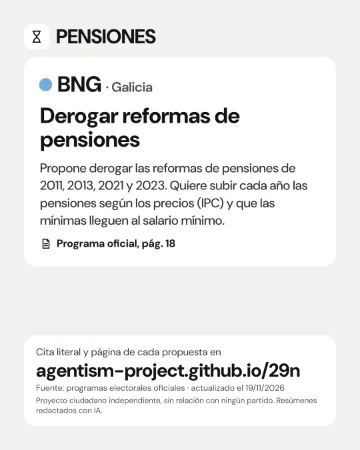 PENSIONES
BNG · Galicia
Derogar reformas de
pensiones
Propone derogar las reformas de pensiones de
2011, 2013, 2021 y 2023. Quiere subir cada año las
pensiones según los precios (IPC) y que las
mínimas lleguen al salario mínimo.
Programa oficial, pág. 18
Cita literal y página de cada propuesta en
agentism-project.github.io/29n
Fuente: programas electorales oficiales · actualizado el 19/11/2026
Proyecto ciudadano independiente, sin relación con ningún partido. Resúmenes
redactados con IA.